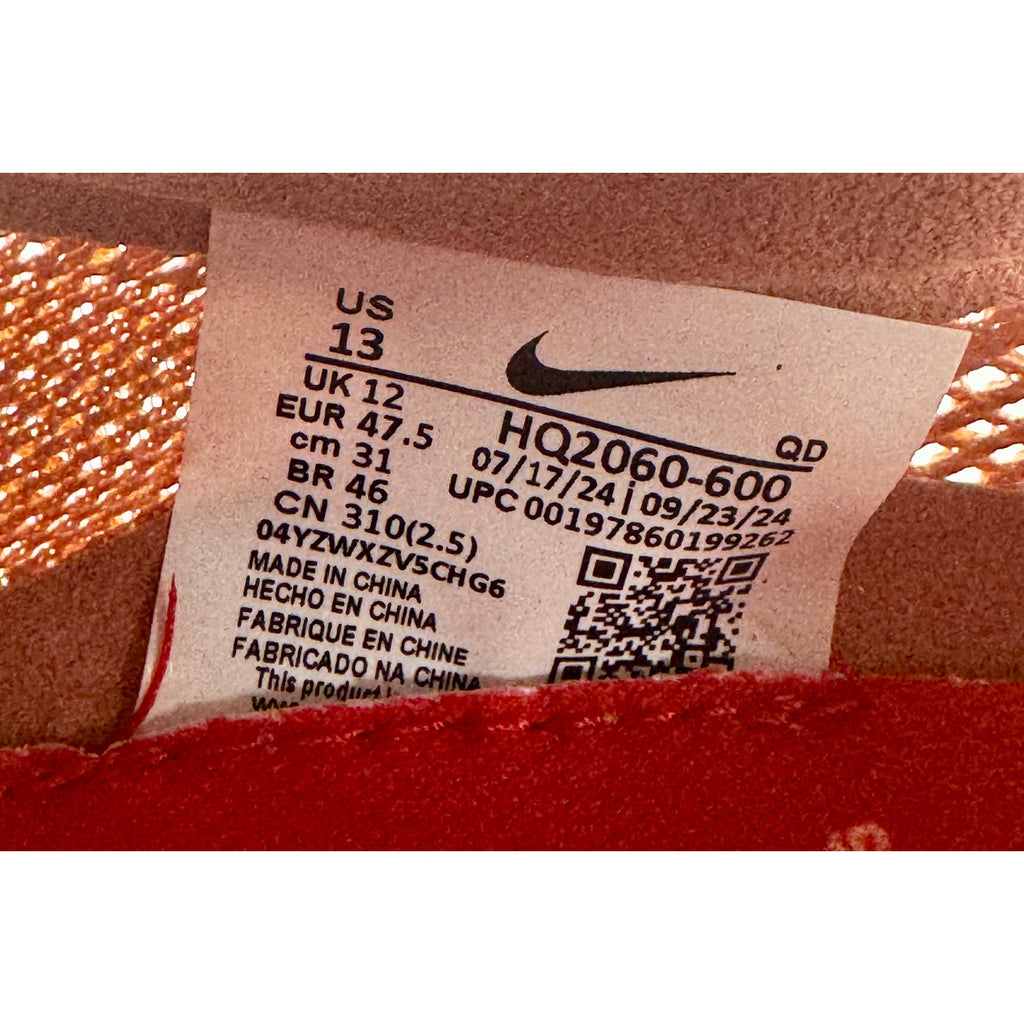 US
13
UK 12
EUR 47.5
cm 31
BR 46
CN 310(2.5)
04YZWXZV5CHG6
MADE IN CHINA
HECHO EN CHINA
FABRIQUE EN CHINE
FABRICADO NA CHINA
This product
QD
HQ2060-600
07/17/24 | 09/23/24
UPC 00197860199262